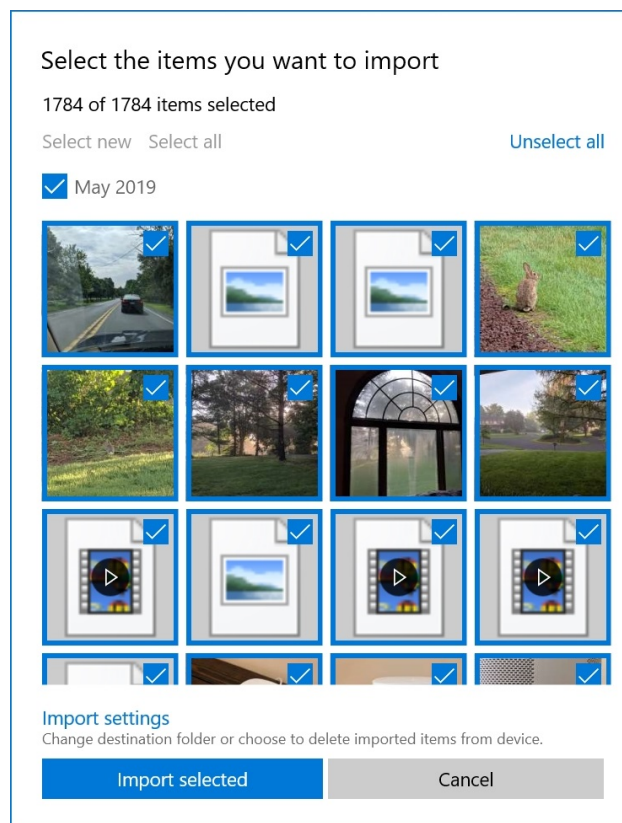 Select the items you want to import
1784 of 1784 items selected
Select new Select all Unselect all
May 2019
Import settings
Change destination folder or choose to delete imported items from device.
Import selected Cancel